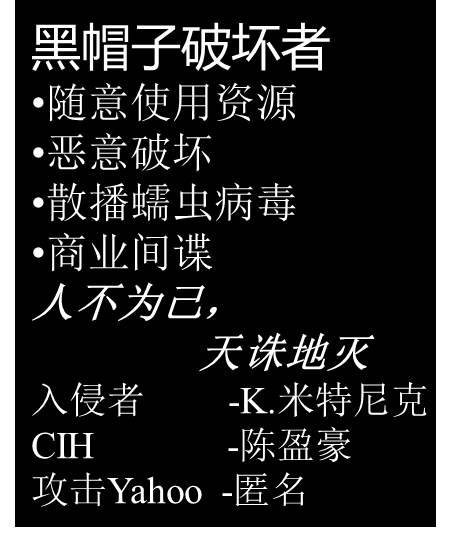 黑帽子破坏者
•随意使用资源
•恶意破坏
•散播蠕虫病毒
•商业间谍
人不为己，
天诛地灭
入侵者 -K.米特尼克
CIH -陈盈豪
攻击Yahoo -匿名